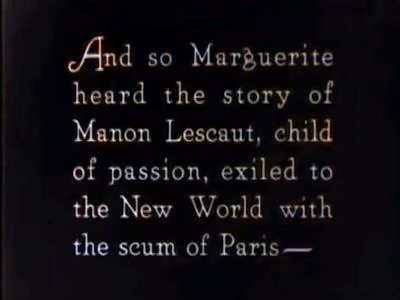 And so Marguerite
heard the story of
Manon Lescaut, child
of passion, exiled to
the New World with
the scum of Paris—